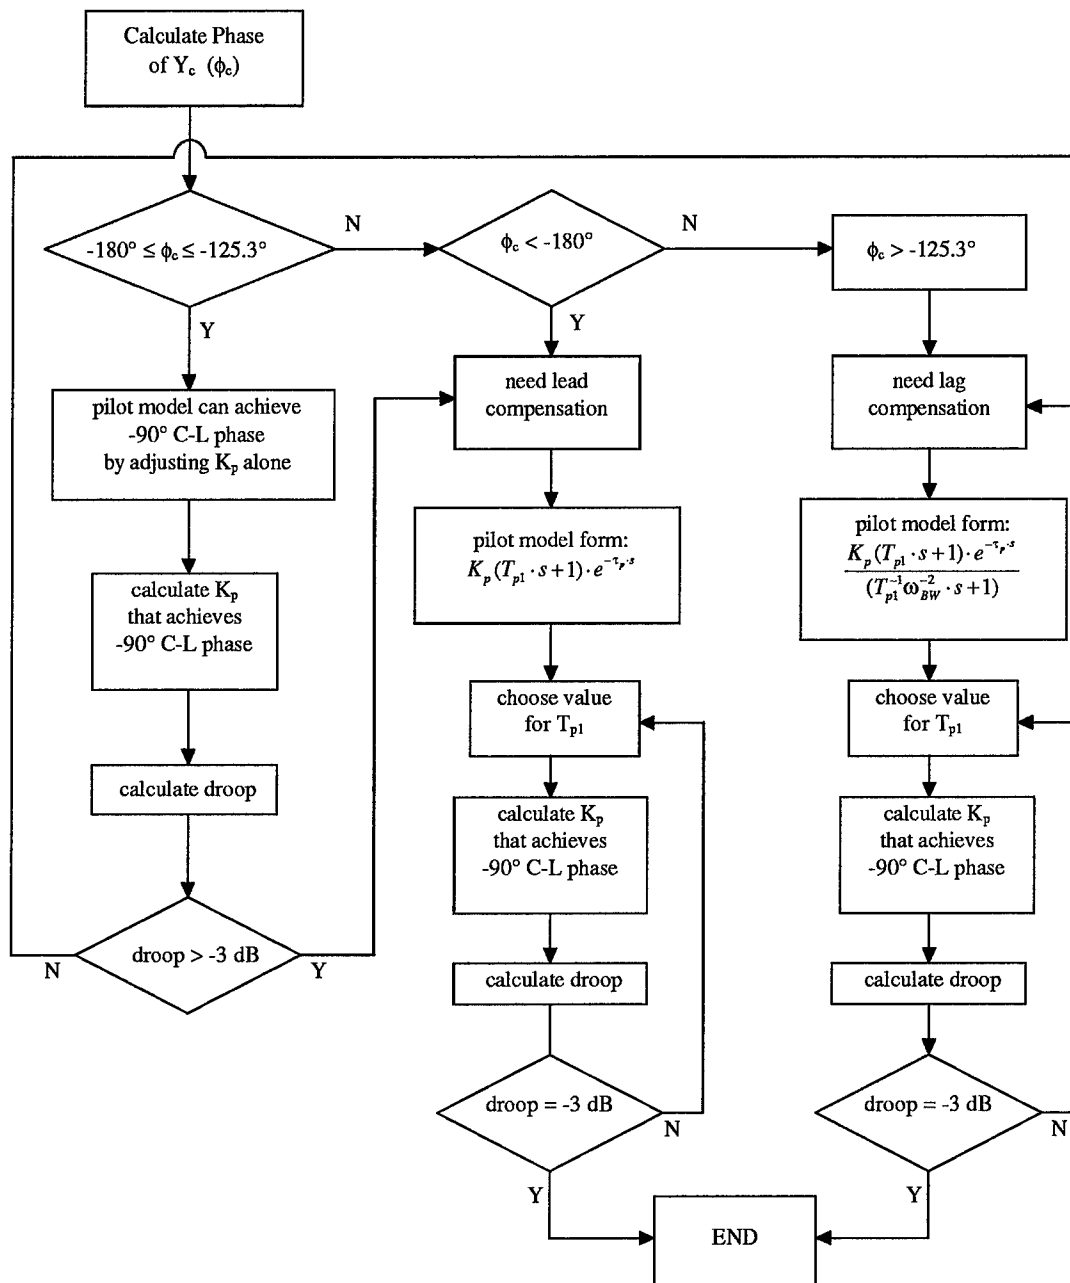 Calculate Phase
of Yc (ϕc)
-180° ≤ ϕc ≤ -125.3°
N
Y
ϕc < -180°
N
Y
ϕc > -125.3°
pilot model can achieve
-90° C-L phase
by adjusting Kp alone
calculate Kp
that achieves
-90° C-L phase
calculate droop
droop > -3 dB
N
Y
need lead
compensation
pilot model form:
Kp(Tp1·s+1)·e^(-τp·s)
choose value
for Tp1
calculate Kp
that achieves
-90° C-L phase
calculate droop
droop = -3 dB
N
Y
need lag
compensation
pilot model form:
Kp(Tp1·s+1)·e^(-τp·s)
(Tp1^-1 ωBW^-2·s+1)
choose value
for Tp1
calculate Kp
that achieves
-90° C-L phase
calculate droop
droop = -3 dB
N
Y
END